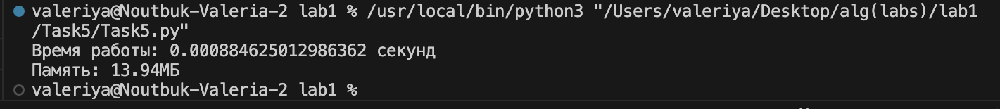 valeriya@Noutbuk-Valeria-2 lab1 % /usr/local/bin/python3 "/Users/valeriya/Desktop/alg(labs)/lab1
/Task5/Task5.py"
Время работы: 0.000884625012986362 секунд
Память: 13.94МБ
valeriya@Noutbuk-Valeria-2 lab1 %